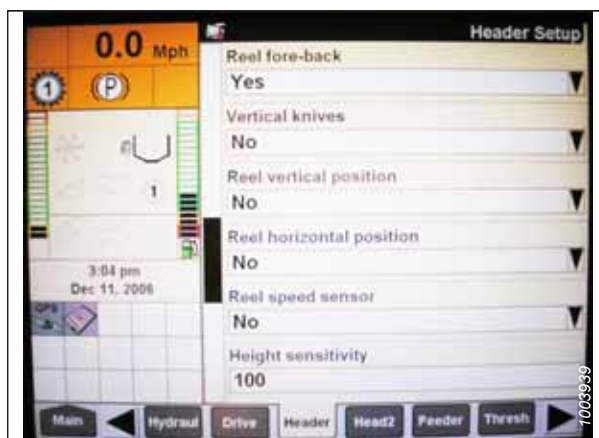 0.0 Mph
1
(P)
1
3:04 pm
Dec 11, 2006
GPS
Header Setup
Reel fore-back
Yes
Vertical knives
No
Reel vertical position
No
Reel horizontal position
No
Reel speed sensor
No
Height sensitivity
100
Main
Hydraul
Drive
Header
Head2
Feeder
Thresh
1003939